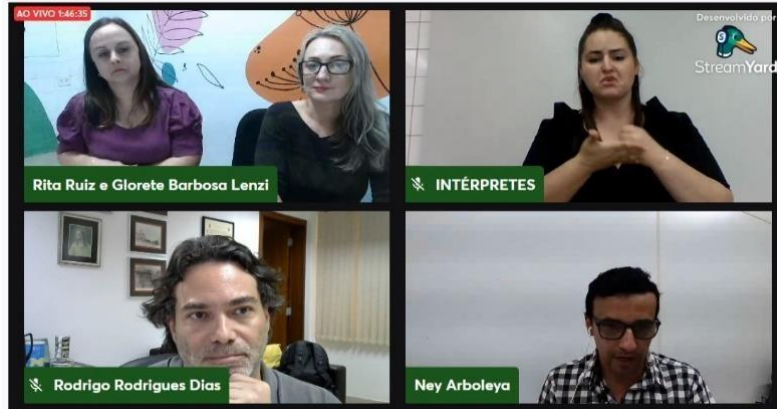 AO VIVO 1:46:35
Desenvolvido por
StreamYard
Rita Ruiz e Glorete Barbosa Lenzi
INTÉRPRETES
Rodrigo Rodrigues Dias
Ney Arboleya